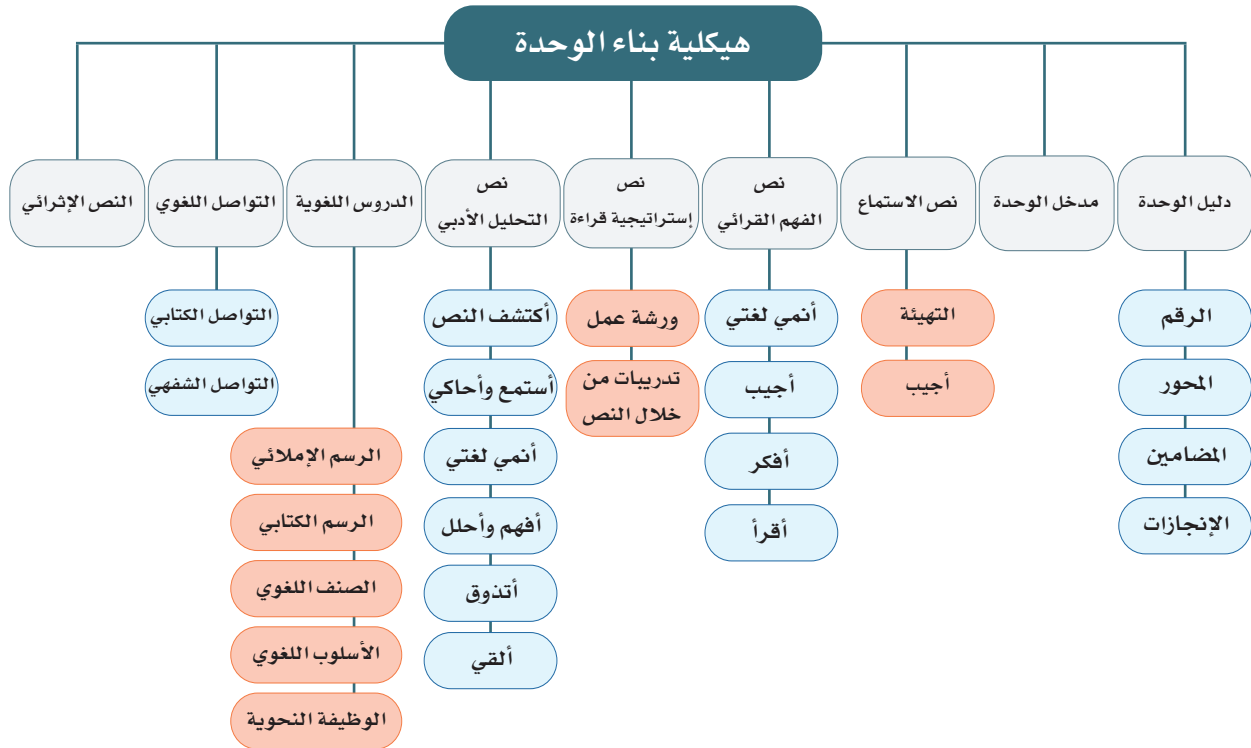 هيكلية بناء الوحدة
دليل الوحدة
الرقم
المحور
المضامين
الإنجازات
مدخل الوحدة
نص الاستماع
التهيئة
أجيب
نص
الفهم القرائي
أنمي لغتي
أجيب
أفكر
أقرأ
نص
إستراتيجية قراءة
ورشة عمل
تدريبات من
خلال النص
نص
التحليل الأدبي
أكتشف النص
أستمع وأحاكي
أنمي لغتي
أفهم وأحلل
أتذوق
ألقي
الدروس اللغوية
الرسم الإملائي
الرسم الكتابي
الصنف اللغوي
الأسلوب اللغوي
الوظيفة النحوية
التواصل اللغوي
التواصل الكتابي
التواصل الشفهي
النص الإثرائي